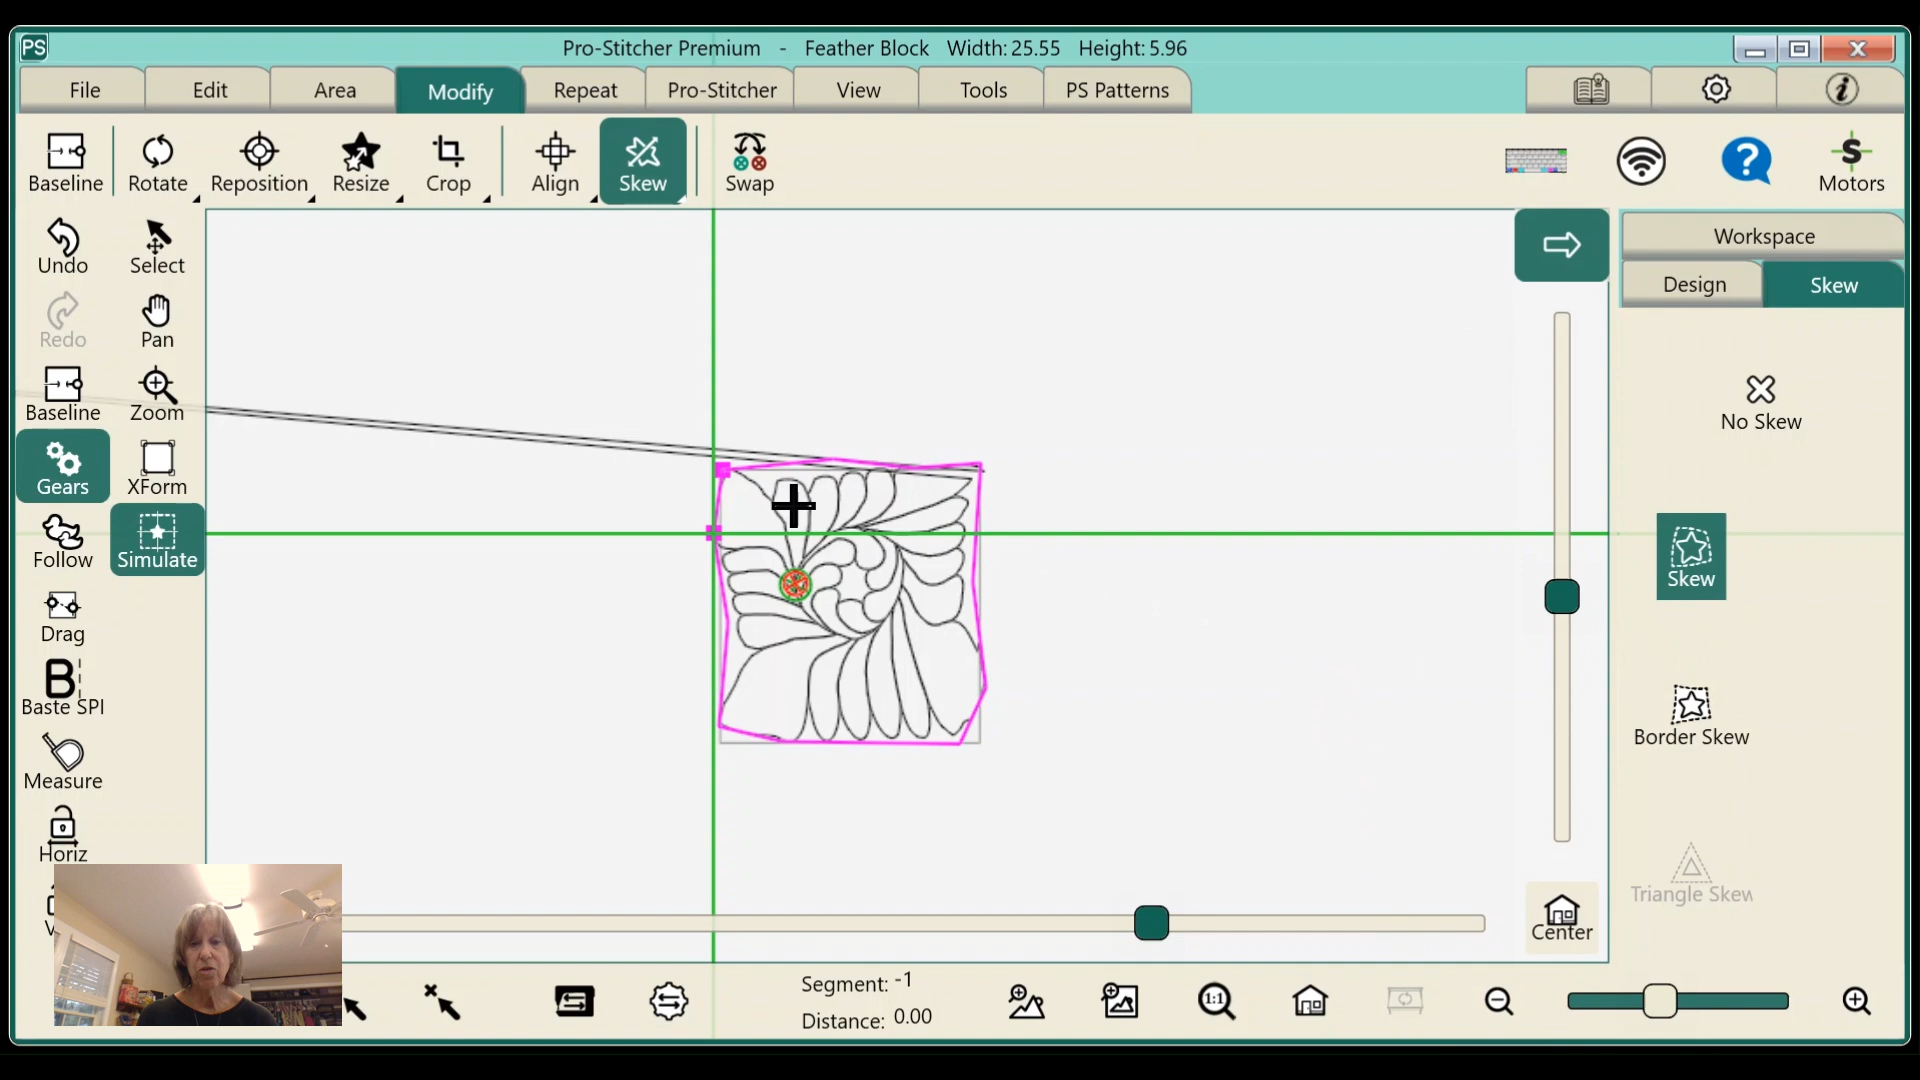 PS
Pro-Stitcher Premium - Feather Block Width: 25.55 Height: 5.96
File Edit Area Modify Repeat Pro-Stitcher View Tools PS Patterns
Baseline Rotate Reposition Resize Crop Align Skew Swap
S
Motors
Undo Select
Workspace
Design Skew
Redo Pan
Baseline Zoom
No Skew
Gears XForm
Follow Simulate
Skew
Drag
B
Baste SPI
Border Skew
Measure
Horiz
Triangle Skew
Center
Segment: -1
1:1
Distance: 0.00